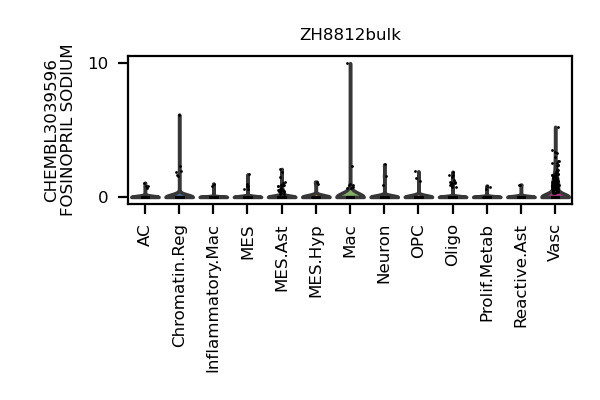 ZH8812bulk
CHEMBL3039596
FOSINOPRIL SODIUM
10
0
AC
Chromatin.Reg
Inflammatory.Mac
MES
MES.Ast
MES.Hyp
Mac
Neuron
OPC
Oligo
Prolif.Metab
Reactive.Ast
Vasc